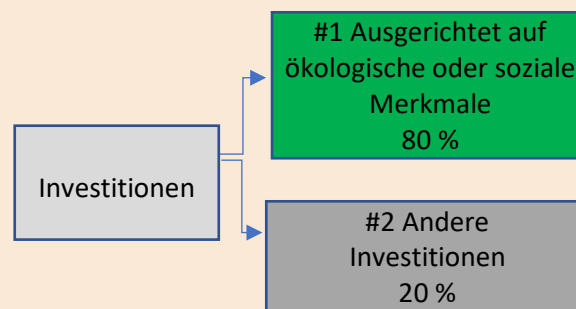 #1 Ausgerichtet auf
ökologische oder soziale
Merkmale
80 %
Investitionen
#2 Andere
Investitionen
20 %